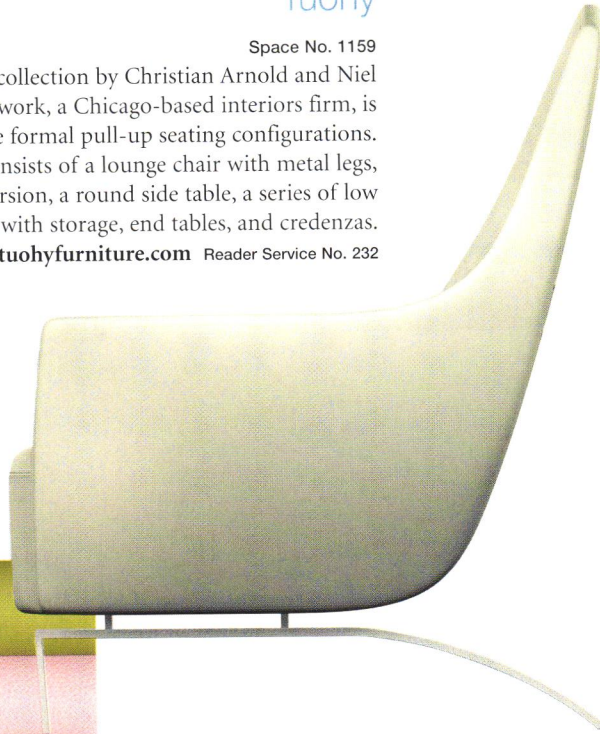 Tuohy
Space No. 1159
collection by Christian Arnold and Niel
work, a Chicago-based interiors firm, is
formal pull-up seating configurations.
nsists of a lounge chair with metal legs,
rsion, a round side table, a series of low
with storage, end tables, and credenzas.
tuohyfurniture.com Reader Service No. 232